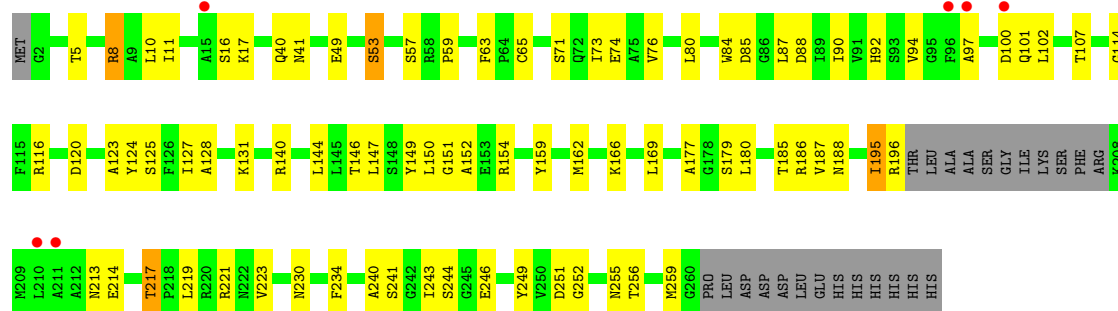 MET G2 T5 R8 A9 L10 I11 A15 S16 K17 Q40 N41 E49 S53 S57 R58 P59 F63 P64 C65 S71 Q72 I73 E74 A75 V76 L80 W84 D85 G86 L87 D88 I89 I90 V91 H92 S93 V94 G95 F96 A97 D100 Q101 L102 T107
F115 R116 D120 A123 Y124 S125 F126 I127 A128 K131 R140 L144 L145 T146 L147 S148 Y149 L150 G151 A152 E153 R154 Y159 M162 K166 L169 A177 G178 S179 L180 T185 R186 V187 N188 I195 R196 THR LEU ALA ALA SER GLY ILE LYS SER PHE ARG
M209 L210 A211 A212 N213 E214 T217 P218 L219 R220 R221 N222 V223 N230 F234 A240 S241 G242 I243 S244 G245 E246 Y249 V250 D251 G252 N255 T256 M259 G260 PRO LEU ASP ASP ASP LEU GLU HIS HIS HIS HIS HIS HIS